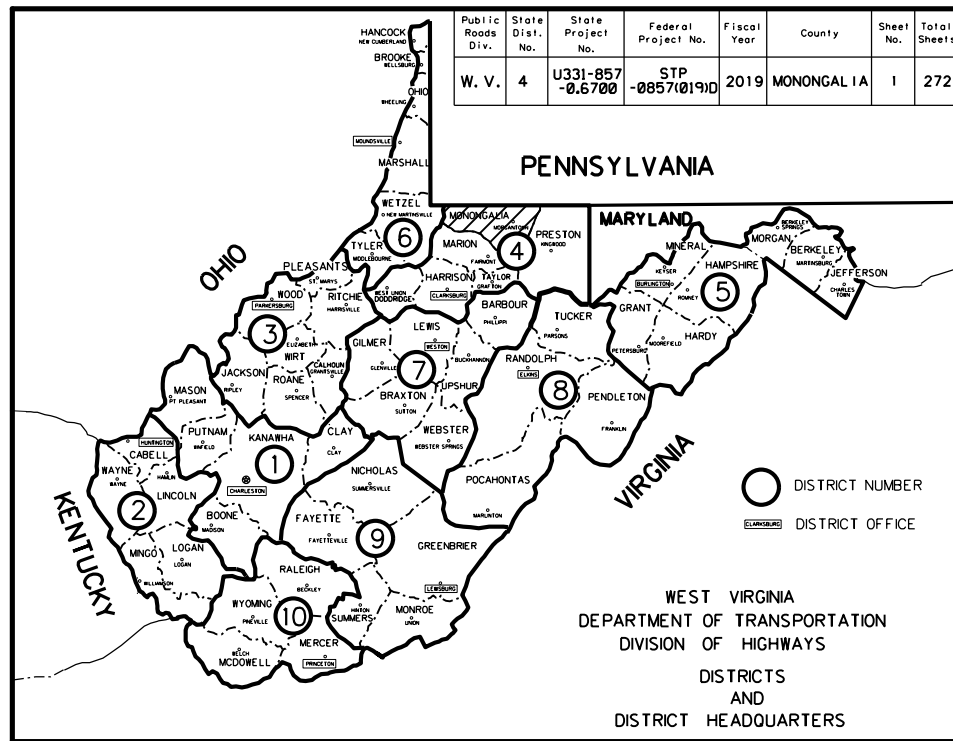 Public Roads Div.
State Dist. No.
State Project No.
Federal Project No.
Fiscal Year
County
Sheet No.
Total Sheets
W. V.
4
U331-857 -0.6700
STP -0857(019)D
2019
MONONGALIA
1
272
HANCOCK
NEW CUMBERLAND
BROOKE
WELLSBURG
OHIO
WHEELING
MOUNDSVILLE
MARSHALL
PENNSYLVANIA
WETZEL
NEW MARTINSVILLE
6
TYLER
MIDDLEBOURNE
MONONGALIA
MORGANTOWN
MARION
FAIRMONT
4
PRESTON
KINGWOOD
HARRISON
CLARKSBURG
TAYLOR
GRAFTON
WEST UNION
DODDRIDGE
MARYLAND
MINERAL
KEYSER
BURLINGTON
HAMPSHIRE
ROMNEY
5
MORGAN
BERKELEY SPRINGS
BERKELEY
MARTINSBURG
JEFFERSON
CHARLES TOWN
GRANT
PETERSBURG
HARDY
MOOREFIELD
OHIO
PLEASANTS
ST. MARYS
WOOD
PARKERSBURG
RITCHIE
HARRISVILLE
3
ELIZABETH
WIRT
CALHOUN
GRANTSVILLE
JACKSON
RIPLEY
ROANE
SPENCER
BARBOUR
PHILIPPI
LEWIS
WESTON
GILMER
GLENVILLE
7
BUCKHANNON
UPSHUR
BRAXTON
SUTTON
WEBSTER
WEBSTER SPRINGS
TUCKER
PARSONS
RANDOLPH
ELKINS
8
PENDLETON
FRANKLIN
POCAHONTAS
MARLINTON
VIRGINIA
MASON
PT PLEASANT
PUTNAM
WINFIELD
KANAWHA
1
CHARLESTON
CLAY
CLAY
BOONE
MADISON
HUNTINGTON
CABELL
WAYNE
WAYNE
HAMLIN
LINCOLN
2
MINGO
WILLIAMSON
LOGAN
LOGAN
KENTUCKY
NICHOLAS
SUMMERSVILLE
FAYETTE
FAYETTEVILLE
9
GREENBRIER
LEWISBURG
HINTON
SUMMERS
MONROE
UNION
RALEIGH
BECKLEY
WYOMING
PINEVILLE
10
MERCER
PRINCETON
WELCH
MCDOWELL
DISTRICT NUMBER
CLARKSBURG
DISTRICT OFFICE
WEST VIRGINIA
DEPARTMENT OF TRANSPORTATION
DIVISION OF HIGHWAYS
DISTRICTS
AND
DISTRICT HEADQUARTERS